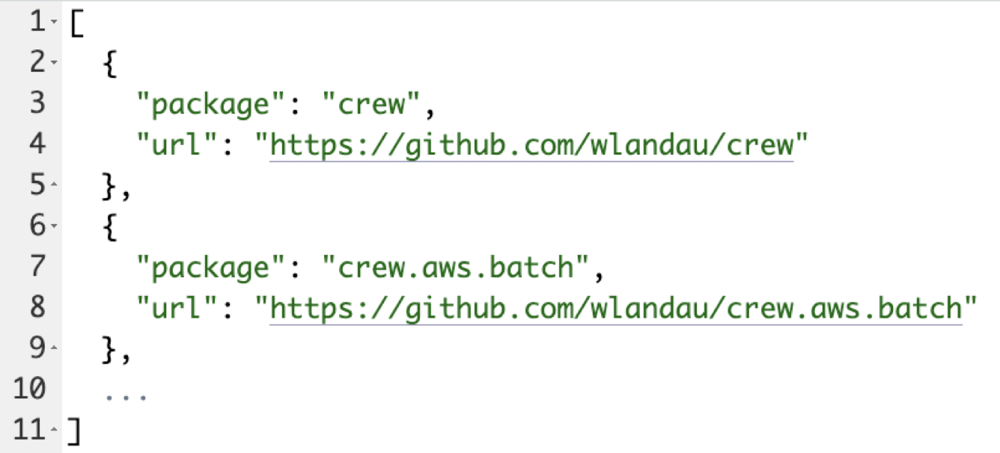 1 [
2   {
3     "package": "crew",
4     "url": "https://github.com/wlandau/crew"
5   },
6   {
7     "package": "crew.aws.batch",
8     "url": "https://github.com/wlandau/crew.aws.batch"
9   },
10   ...
11 ]